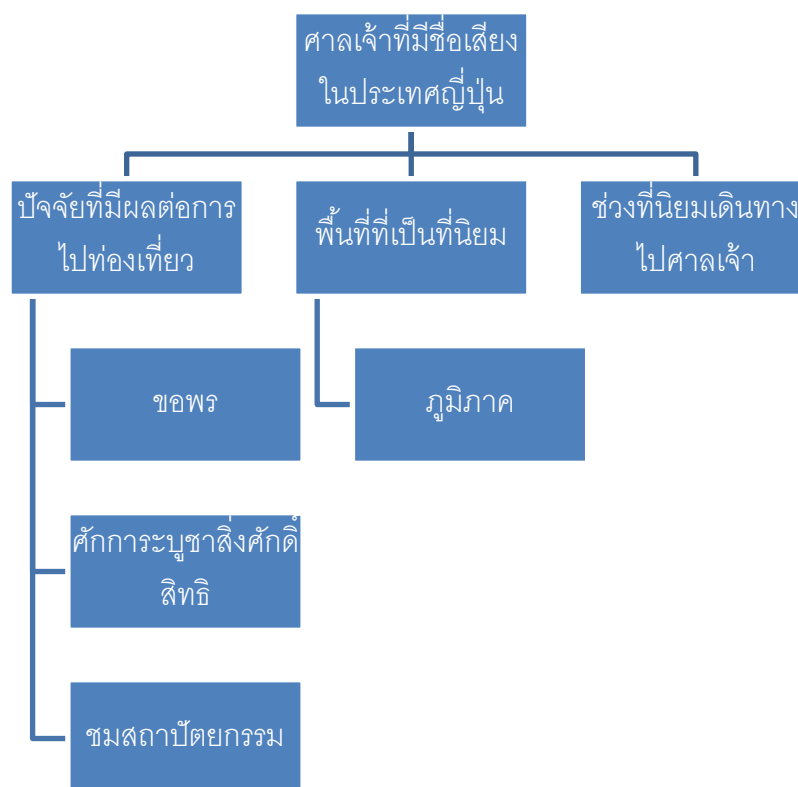 ศาลเจ้าที่มีชื่อเสียง
ในประเทศญี่ปุ่น
ปัจจัยที่มีผลต่อการ
ไปท่องเที่ยว
พื้นที่ที่เป็นที่นิยม
ช่วงที่นิยมเดินทาง
ไปศาลเจ้า
ขอพร
ภูมิภาค
ศักการะบูชาสิ่งศักดิ์
สิทธิ
ชมสถาปัตยกรรม